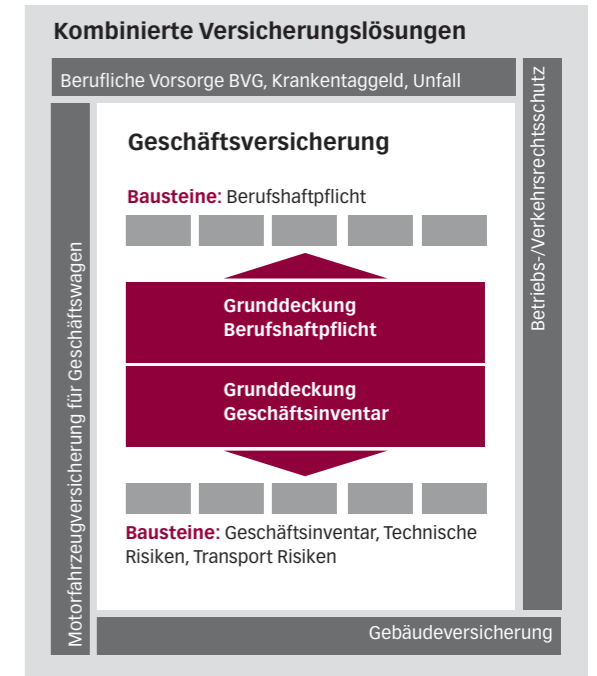 Kombinierte Versicherungslösungen
Berufliche Vorsorge BVG, Krankentaggeld, Unfall
Betriebs-/Verkehrsrechtsschutz
Motorfahrzeugversicherung für Geschäftswagen
Geschäftsversicherung
Bausteine: Berufshaftpflicht
Grunddeckung
Berufshaftpflicht
Grunddeckung
Geschäftsinventar
Bausteine: Geschäftsinventar, Technische
Risiken, Transport Risiken
Gebäudeversicherung